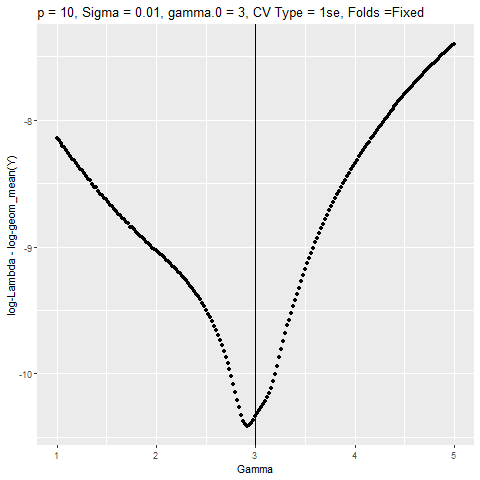 p = 10, Sigma = 0.01, gamma.0 = 3, CV Type = 1se, Folds =Fixed
log-Lambda - log-geom_mean(Y)
-8
-9
-10
1 2 3 4 5
Gamma